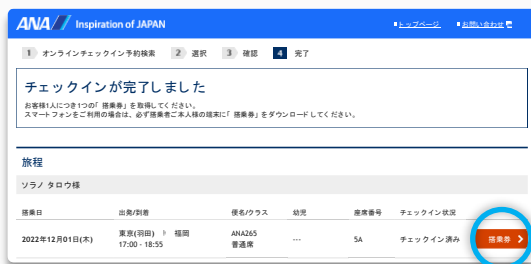 ANA Inspiration of JAPAN
トップページ お問い合わせ
1 オンラインチェックイン予約検索 2 選択 3 確認 4 完了
チェックインが完了しました
お客様1人につき1つの「搭乗券」を取得してください。
スマートフォンをご利用の場合は、必ず搭乗者ご本人様の端末に「搭乗券」をダウンロードしてください。
旅程
ソラノ タロウ様
搭乗日 出発/到着 便名/クラス 幼児 座席番号 チェックイン状況
2022年12月01日(木) 東京(羽田) 福岡 ANA265 --- 5A チェックイン済み 搭乗券
17:00 - 18:55 普通席